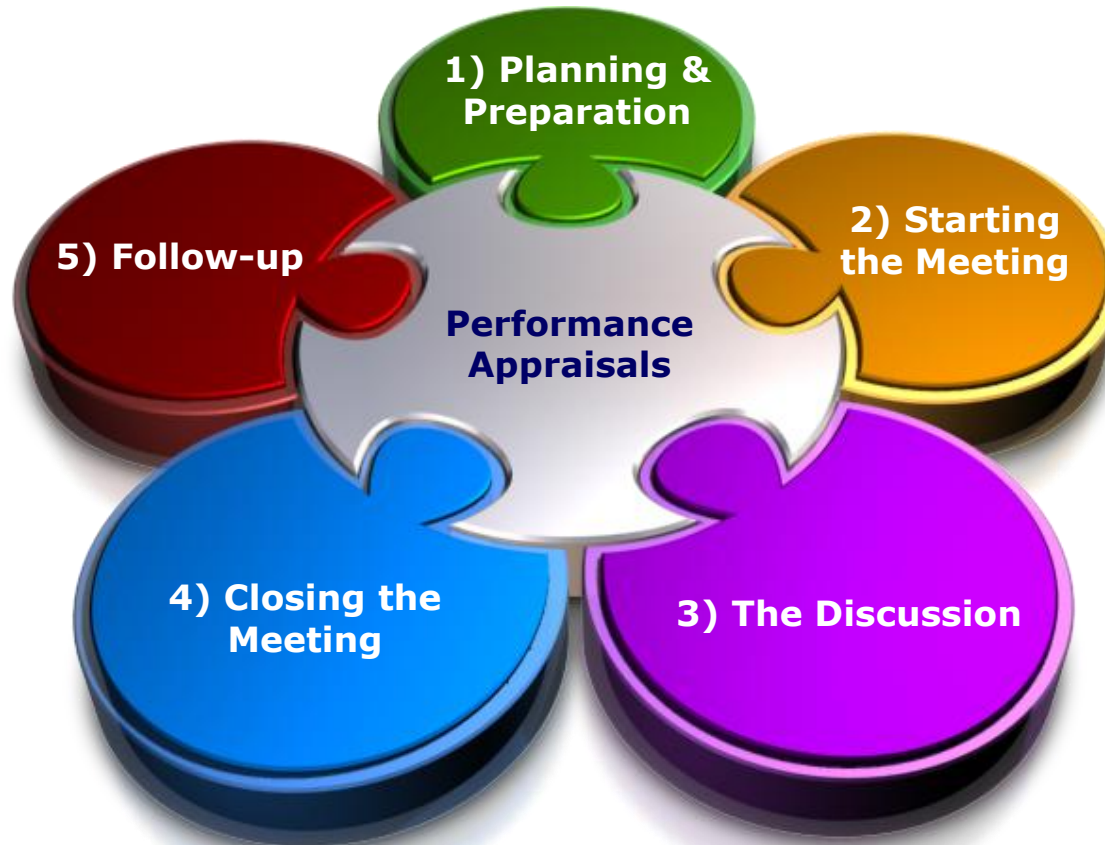 1) Planning &
Preparation
2) Starting
the Meeting
5) Follow-up
Performance
Appraisals
4) Closing the
Meeting
3) The Discussion